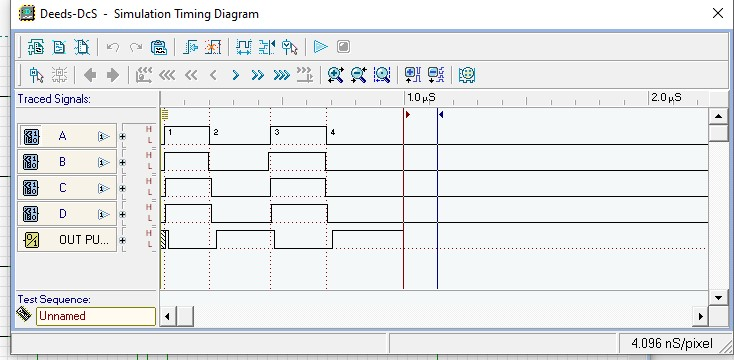 Deeds-DcS - Simulation Timing Diagram
Traced Signals:
1.0 µS
2.0 µS
A
H
L
1
2
3
4
B
H
L
C
H
L
D
H
L
OUT PU...
H
L
Test Sequence:
Unnamed
4.096 nS/pixel